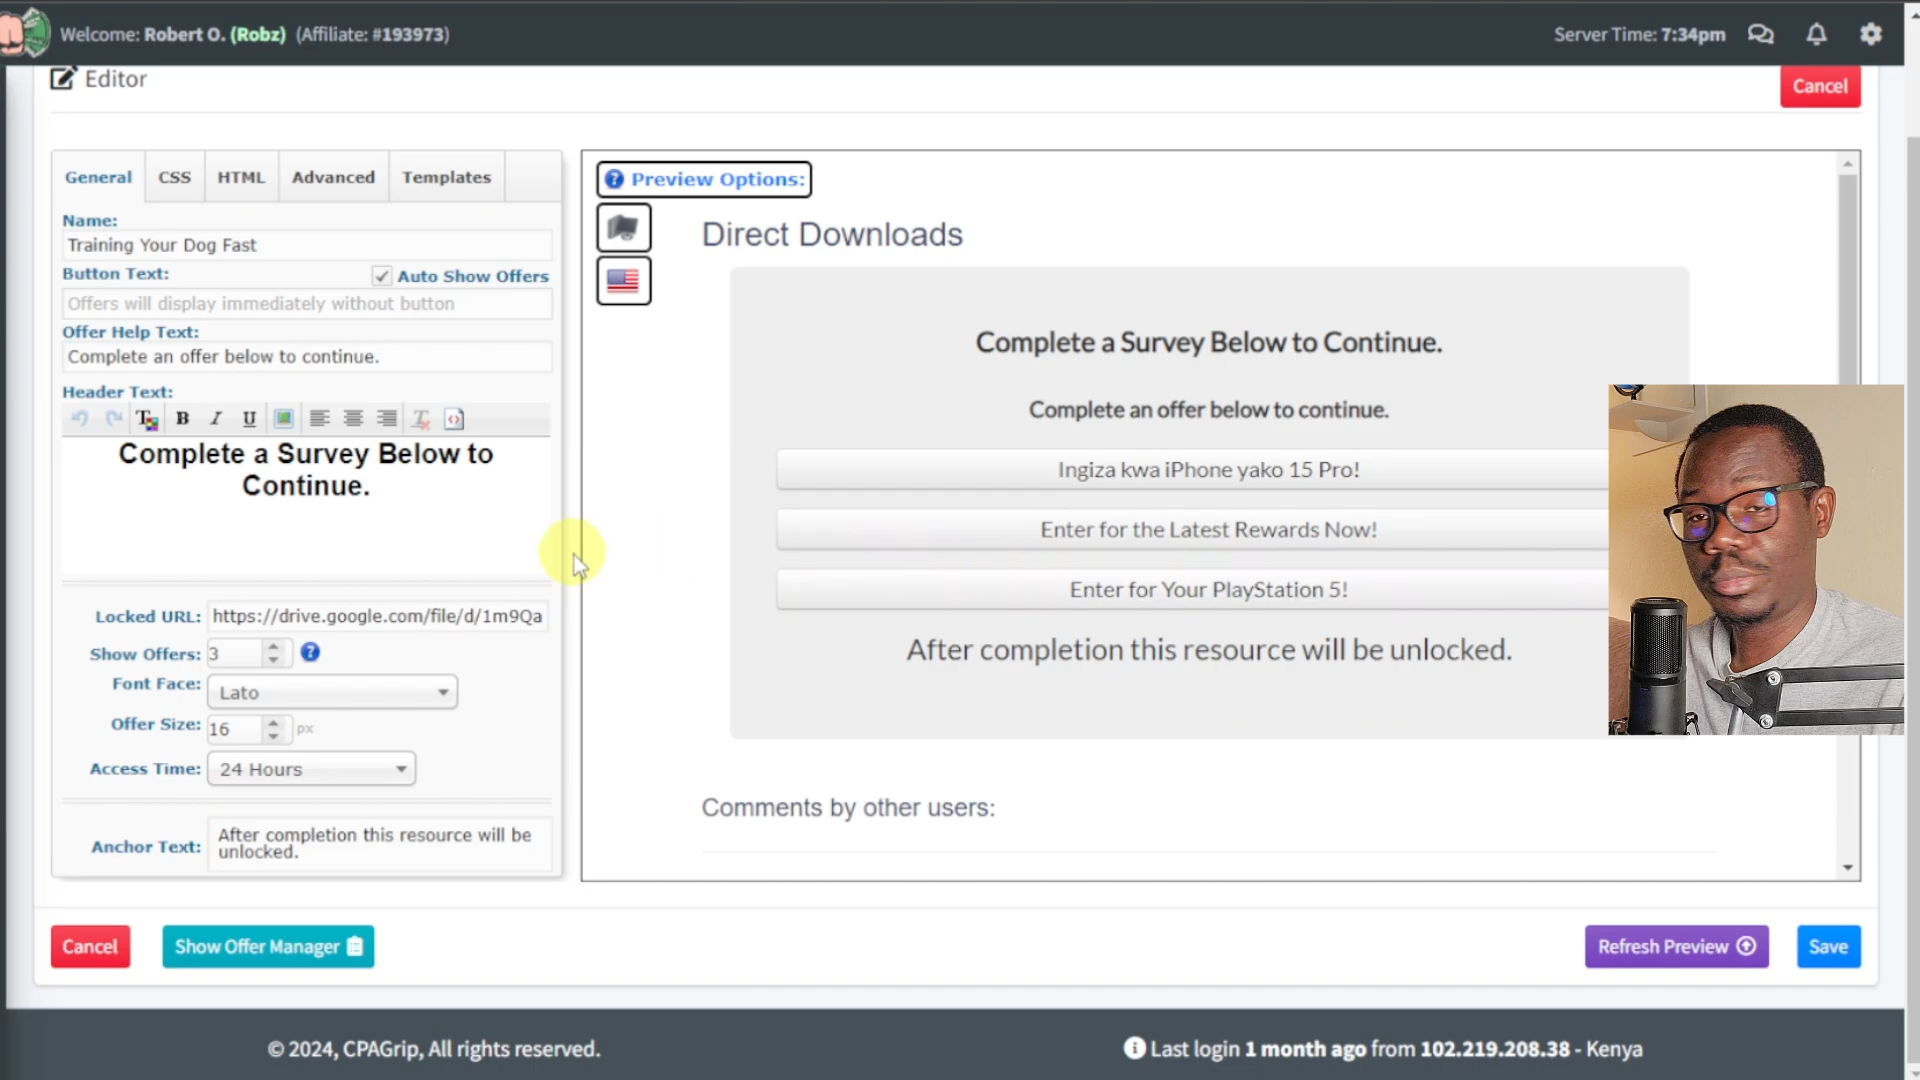 Welcome: Robert O. (Robz) (Affiliate: #193973)
Server Time: 7:34pm
Editor
Cancel
General
CSS
HTML
Advanced
Templates
Name:
Training Your Dog Fast
Button Text:
Auto Show Offers
Offers will display immediately without button
Offer Help Text:
Complete an offer below to continue.
Header Text:
B I U
Complete a Survey Below to
Continue.
Locked URL: https://drive.google.com/file/d/1m9Qa
Show Offers: 3
Font Face: Lato
Offer Size: 16 px
Access Time: 24 Hours
Anchor Text: After completion this resource will be
unlocked.
Preview Options:
Direct Downloads
Complete a Survey Below to Continue.
Complete an offer below to continue.
Ingiza kwa iPhone yako 15 Pro!
Enter for the Latest Rewards Now!
Enter for Your PlayStation 5!
After completion this resource will be unlocked.
Comments by other users:
Cancel
Show Offer Manager
Refresh Preview
Save
© 2024, CPAGrip, All rights reserved.
Last login 1 month ago from 102.219.208.38 - Kenya